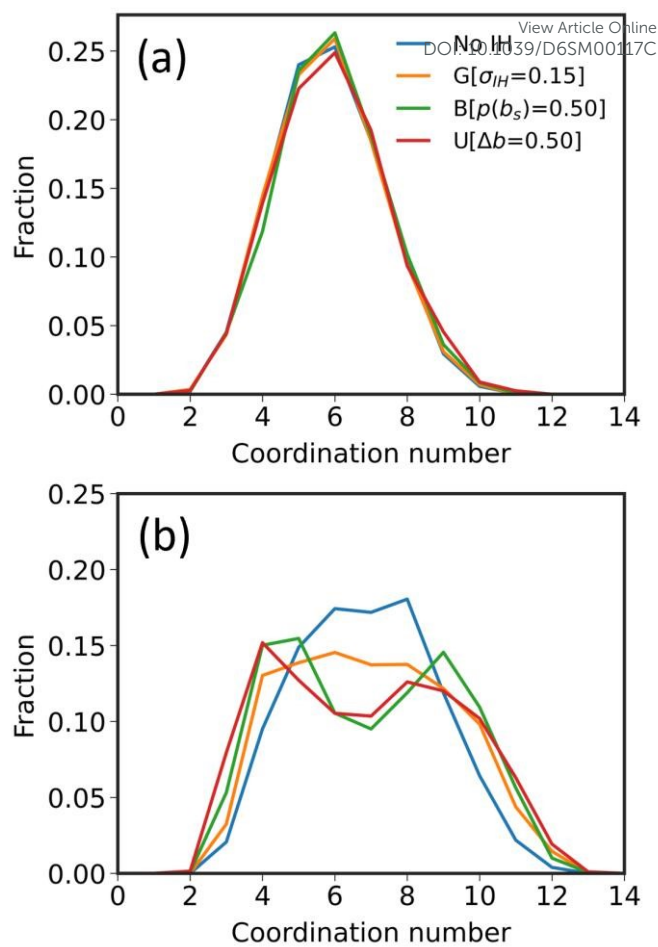 View Article Online
DOI: 10.1039/D6SM00117C
(a)
No IH
G[σIH=0.15]
B[p(bs)=0.50]
U[Δb=0.50]
0.25
0.20
0.15
0.10
0.05
0.00
Fraction
0 2 4 6 8 10 12 14
Coordination number
(b)
0.25
0.20
0.15
0.10
0.05
0.00
Fraction
0 2 4 6 8 10 12 14
Coordination number